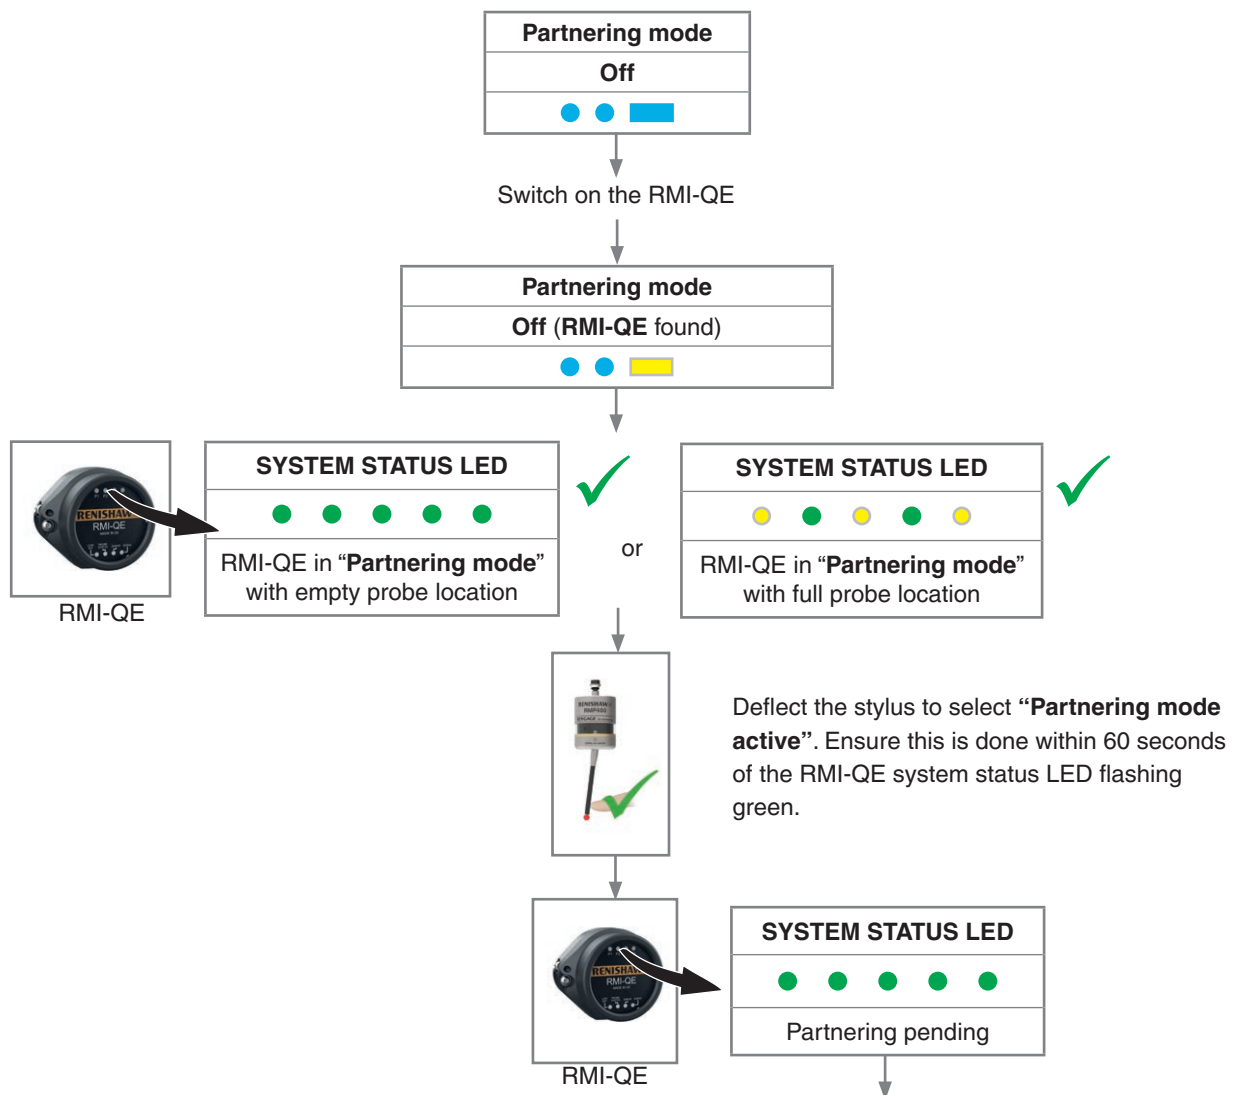 Partnering mode
Off
Switch on the RMI-QE
Partnering mode
Off (RMI-QE found)
RENISHAW
RMI-QE
RMI-QE
SYSTEM STATUS LED
RMI-QE in “Partnering mode”
with empty probe location
or
SYSTEM STATUS LED
RMI-QE in “Partnering mode”
with full probe location
RENISHAW
RMP400
Deflect the stylus to select “Partnering mode
active”. Ensure this is done within 60 seconds
of the RMI-QE system status LED flashing
green.
RENISHAW
RMI-QE
RMI-QE
SYSTEM STATUS LED
Partnering pending